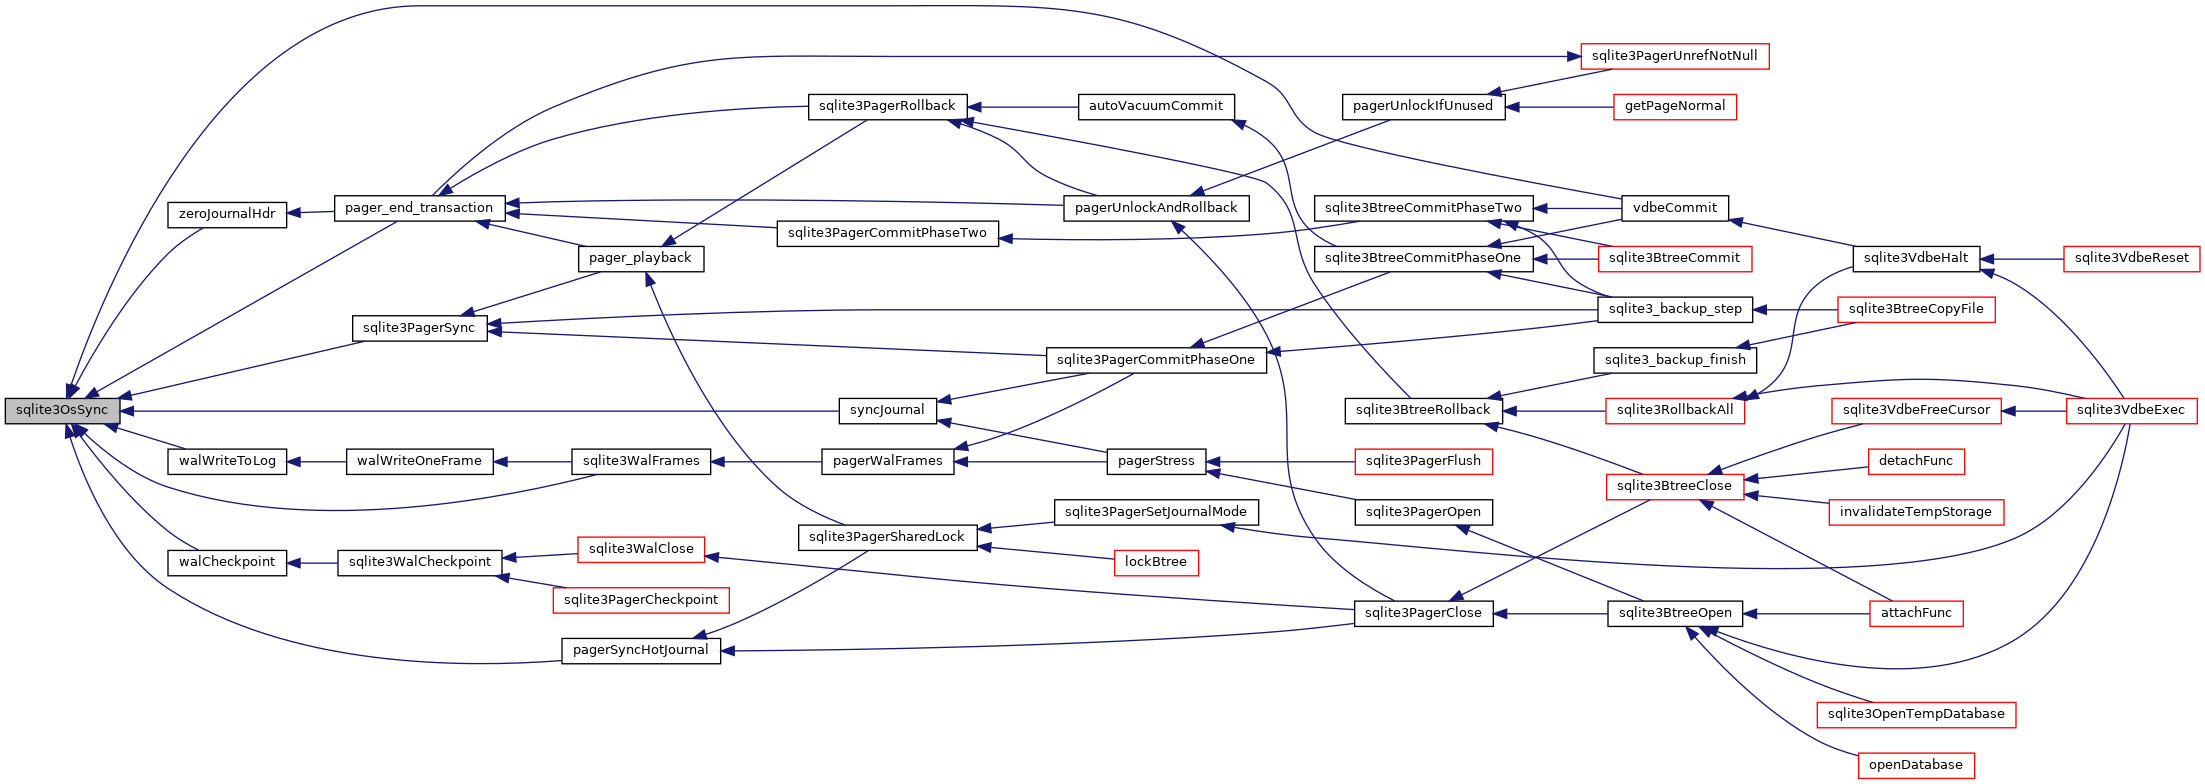 sqlite3OsSync
zeroJournalHdr
walWriteToLog
walCheckpoint
pager_end_transaction
sqlite3PagerSync
walWriteOneFrame
sqlite3WalCheckpoint
pager_playback
sqlite3WalFrames
sqlite3WalClose
sqlite3PagerCheckpoint
pagerSyncHotJournal
sqlite3PagerRollback
sqlite3PagerCommitPhaseTwo
syncJournal
pagerWalFrames
sqlite3PagerSharedLock
autoVacuumCommit
pagerUnlockAndRollback
sqlite3PagerCommitPhaseOne
pagerStress
sqlite3PagerSetJournalMode
lockBtree
pagerUnlockIfUnused
sqlite3BtreeCommitPhaseTwo
sqlite3BtreeCommitPhaseOne
sqlite3BtreeRollback
sqlite3PagerFlush
sqlite3PagerOpen
sqlite3PagerClose
sqlite3PagerUnrefNotNull
getPageNormal
vdbeCommit
sqlite3BtreeCommit
sqlite3_backup_step
sqlite3_backup_finish
sqlite3RollbackAll
sqlite3BtreeClose
sqlite3BtreeOpen
sqlite3VdbeHalt
sqlite3BtreeCopyFile
sqlite3VdbeFreeCursor
detachFunc
invalidateTempStorage
attachFunc
sqlite3OpenTempDatabase
openDatabase
sqlite3VdbeReset
sqlite3VdbeExec